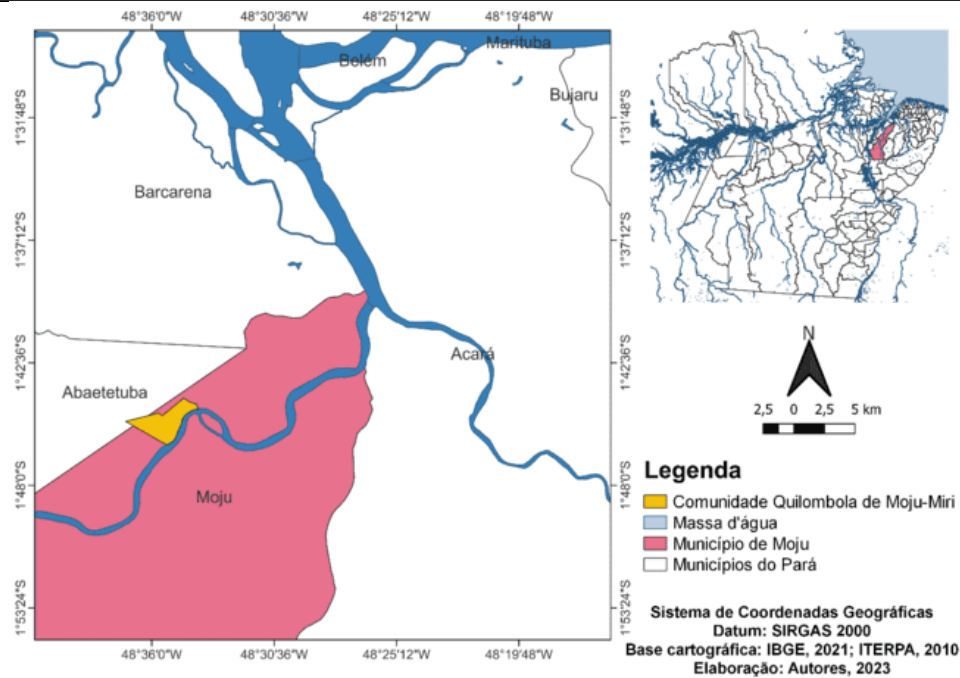 48°36'0"W 48°30'36"W 48°25'12"W 48°19'48"W
Marituba
Belém
Bujaru
1°31'48"S 1°31'48"S
Barcarena
1°37'12"S 1°37'12"S
N
Acará
1°42'36"S 1°42'36"S
Abaetetuba
2,5 0 2,5 5 km
Legenda
1°48'0"S 1°48'0"S
Moju
Comunidade Quilombola de Moju-Miri
Massa d'água
Município de Moju
Municípios do Pará
1°53'24"S 1°53'24"S
48°36'0"W 48°30'36"W 48°25'12"W 48°19'48"W
Sistema de Coordenadas Geográficas
Datum: SIRGAS 2000
Base cartográfica: IBGE, 2021; ITERPA, 2010
Elaboração: Autores, 2023